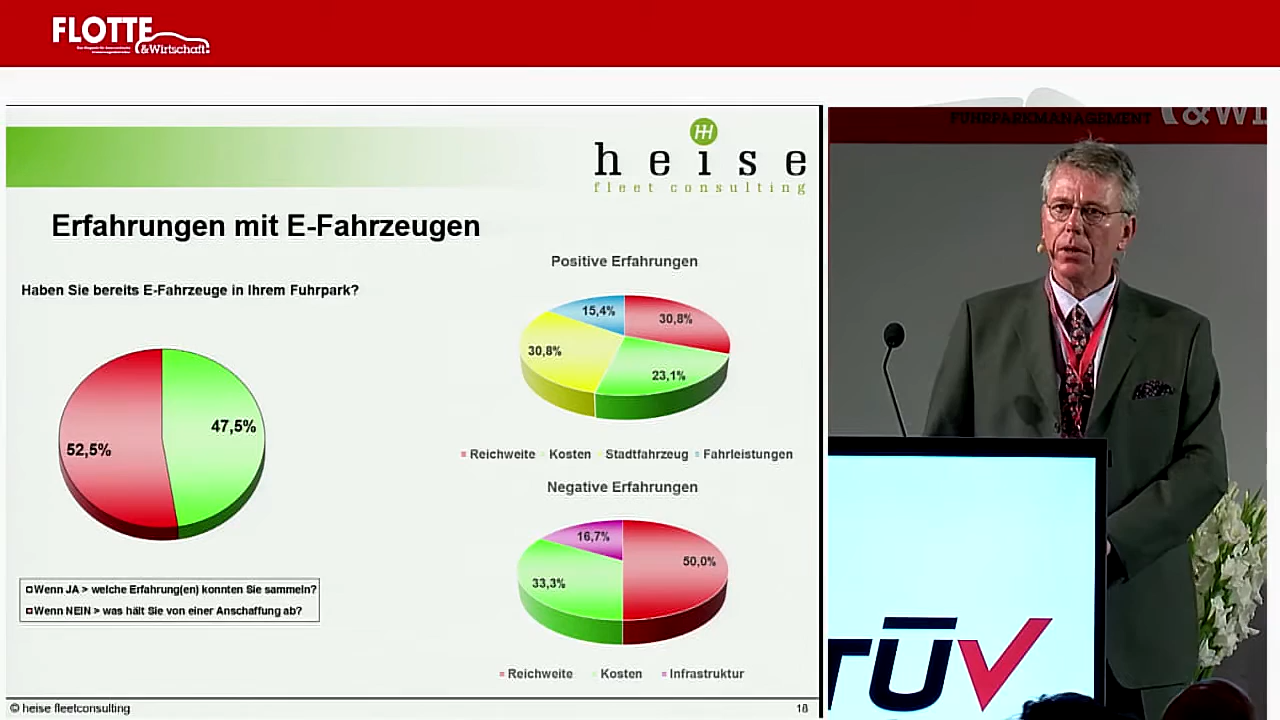 FLOTTE
&Wirtschaft
FUHRPARKMANAGEMENT
&WI
heise
fleet consulting
Erfahrungen mit E-Fahrzeugen
Haben Sie bereits E-Fahrzeuge in Ihrem Fuhrpark?
52,5%
47,5%
Wenn JA > welche Erfahrung(en) konnten Sie sammeln?
Wenn NEIN > was hält Sie von einer Anschaffung ab?
Positive Erfahrungen
15,4%
30,8%
30,8%
23,1%
Reichweite Kosten Stadtfahrzeug Fahrleistungen
Negative Erfahrungen
16,7%
50,0%
33,3%
Reichweite Kosten Infrastruktur
© heise fleetconsulting
18
TÜV